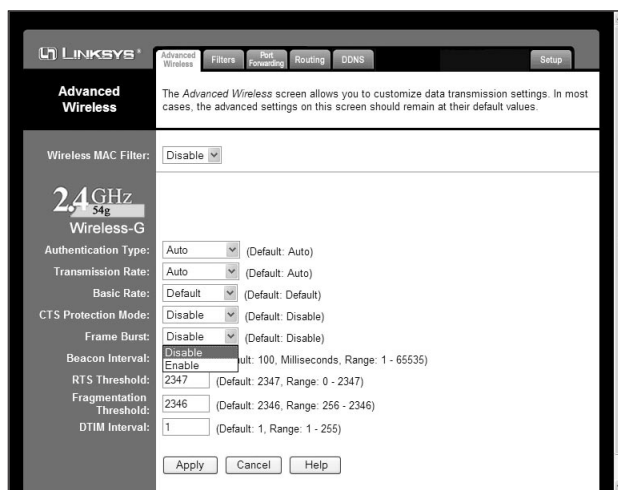 LINKSYS®
Advanced Wireless
Filters
Port Forwarding
Routing
DDNS
Setup
Advanced
Wireless
The Advanced Wireless screen allows you to customize data transmission settings. In most
cases, the advanced settings on this screen should remain at their default values.
Wireless MAC Filter: Disable
2.4 GHz
54g
Wireless-G
Authentication Type: Auto (Default: Auto)
Transmission Rate: Auto (Default: Auto)
Basic Rate: Default (Default: Default)
CTS Protection Mode: Disable (Default: Disable)
Frame Burst: Disable (Default: Disable)
Disable
Enable
Beacon Interval: ult: 100, Milliseconds, Range: 1 - 65535)
RTS Threshold: 2347 (Default: 2347, Range: 0 - 2347)
Fragmentation
Threshold: 2346 (Default: 2346, Range: 256 - 2346)
DTIM Interval: 1 (Default: 1, Range: 1 - 255)
Apply Cancel Help